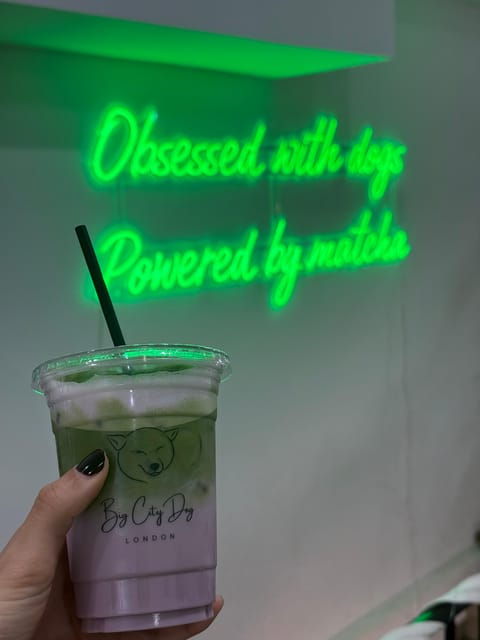 Obsessed with dogs
Powered by matcha
Big City Dog
LONDON